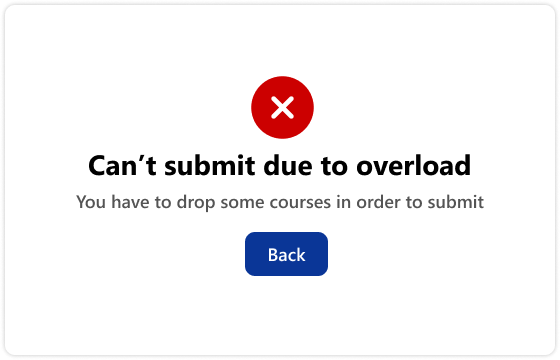 Can’t submit due to overload
You have to drop some courses in order to submit
Back